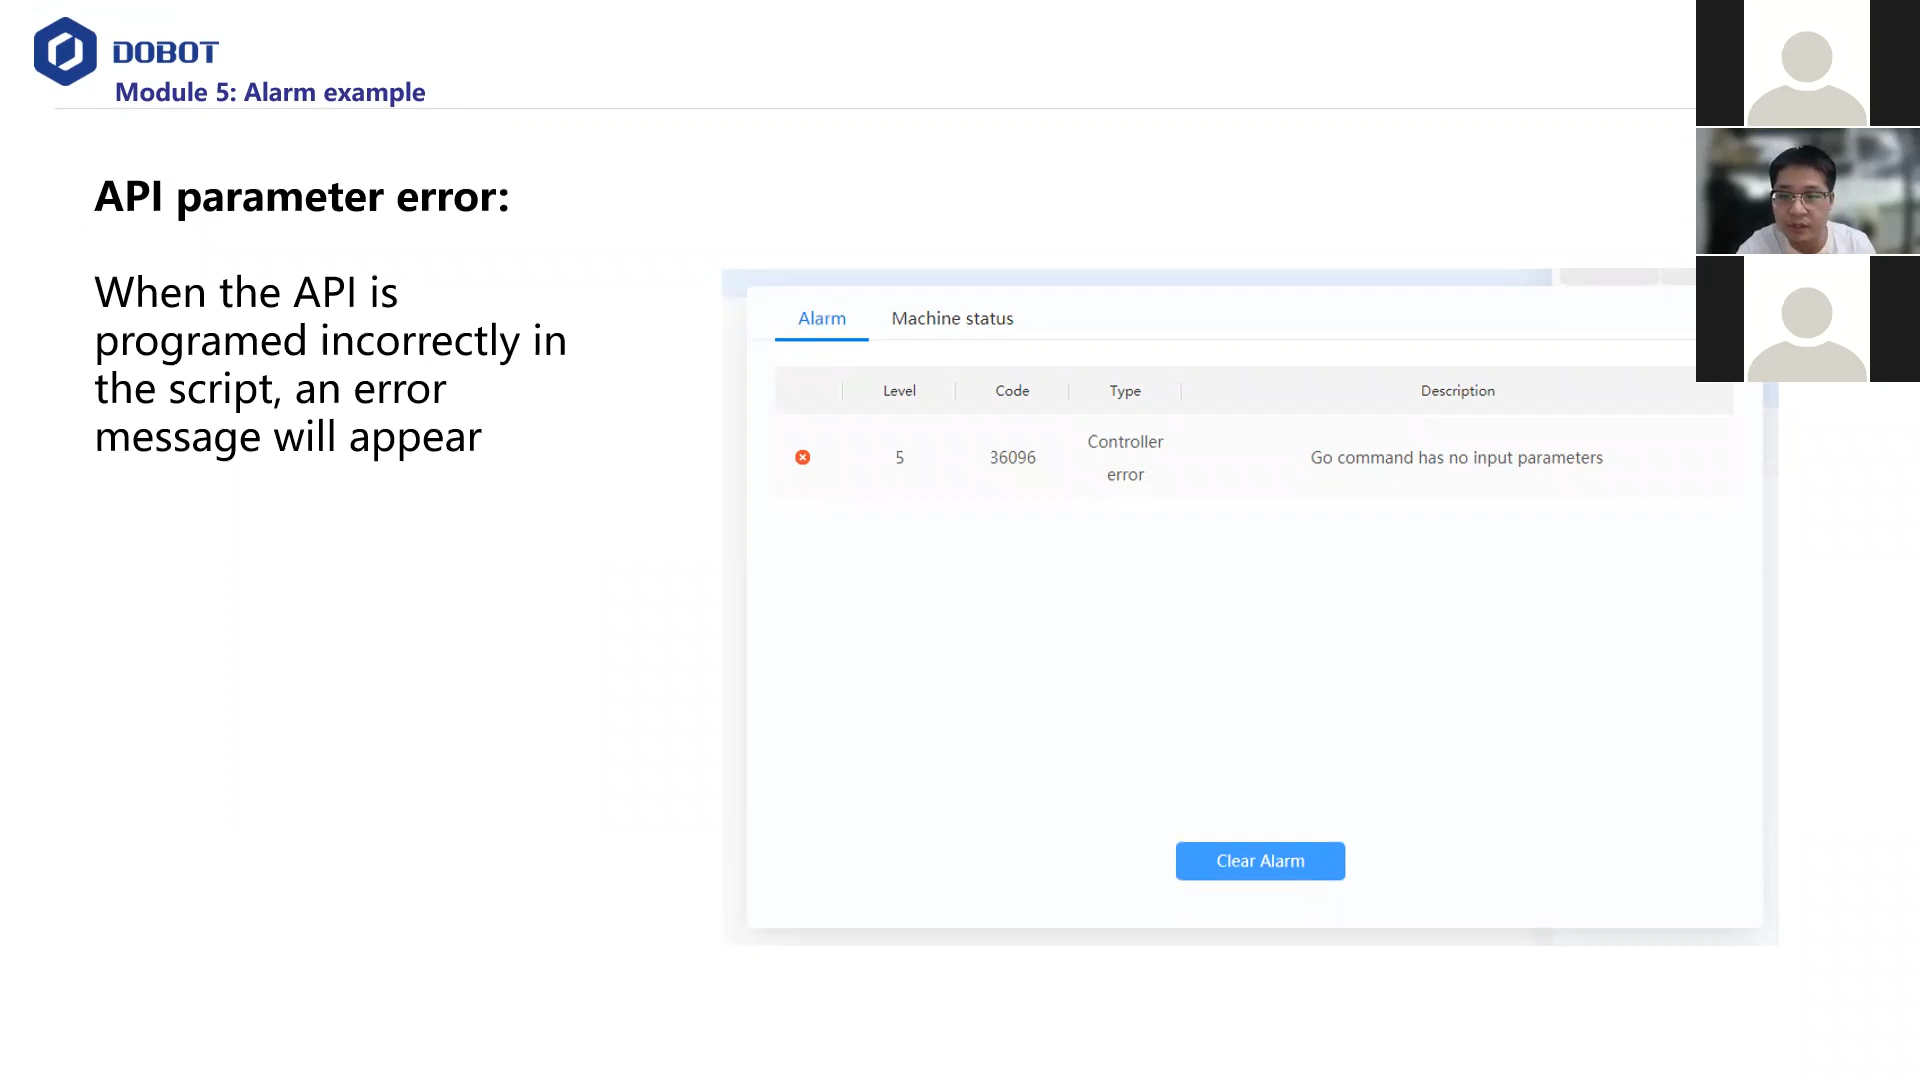 DOBOT
Module 5: Alarm example
API parameter error:
When the API is
programed incorrectly in
the script, an error
message will appear
Alarm Machine status
Level Code Type Description
5 36096 Controller error Go command has no input parameters
Clear Alarm